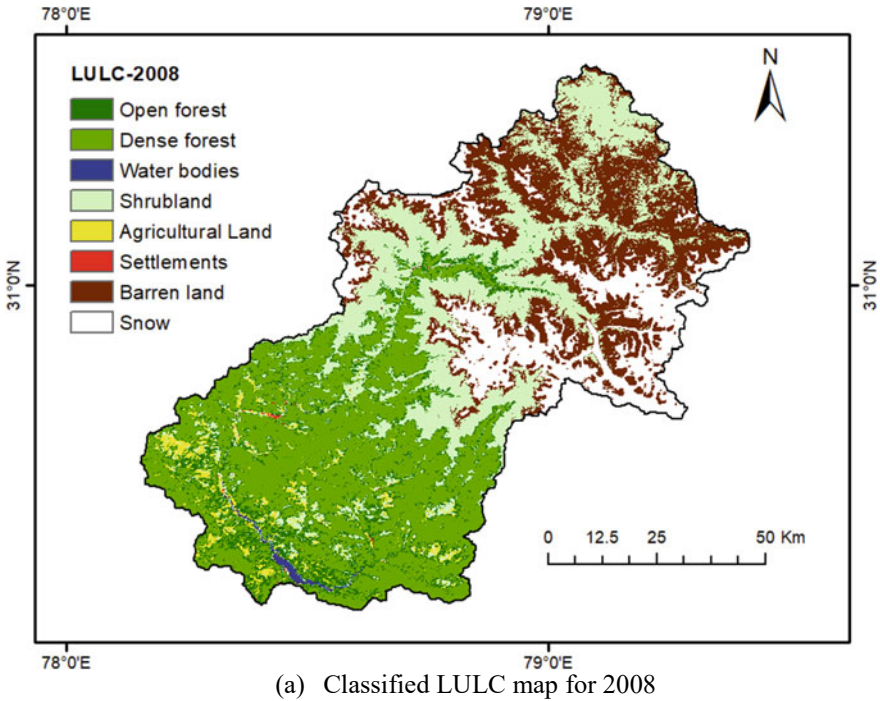 78°0'E 79°0'E
LULC-2008
Open forest
Dense forest
Water bodies
Shrubland
Agricultural Land
Settlements
Barren land
Snow
N
31°0'N 31°0'N
0 12.5 25 50 Km
78°0'E 79°0'E
(a) Classified LULC map for 2008